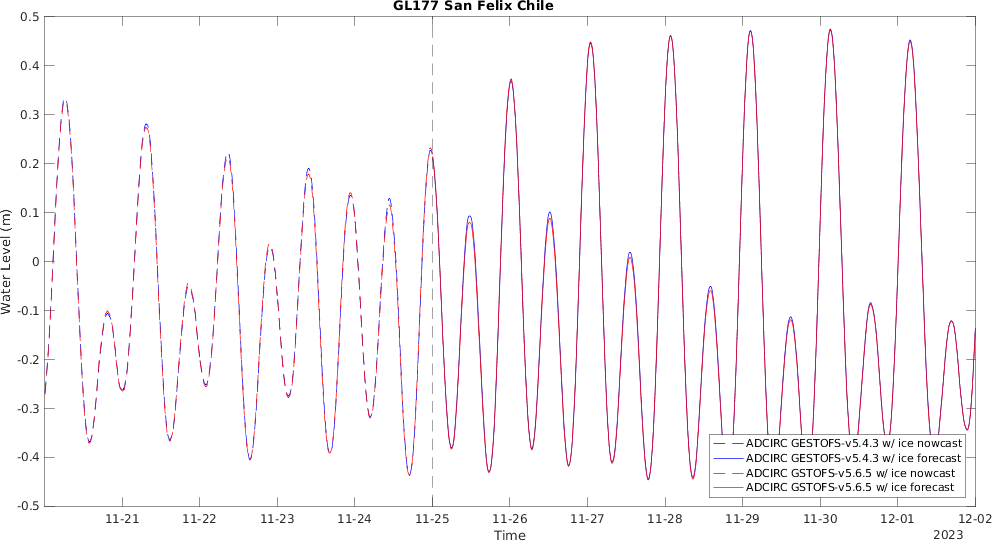 GL177 San Felix Chile
0.5
0.4
0.3
0.2
0.1
0
-0.1
-0.2
-0.3
-0.4
-0.5
Water Level (m)
ADCIRC GESTOFS-v5.4.3 w/ ice nowcast
ADCIRC GESTOFS-v5.4.3 w/ ice forecast
ADCIRC GSTOFS-v5.6.5 w/ ice nowcast
ADCIRC GSTOFS-v5.6.5 w/ ice forecast
11-21 11-22 11-23 11-24 11-25 11-26 11-27 11-28 11-29 11-30 12-01 12-02
Time
2023